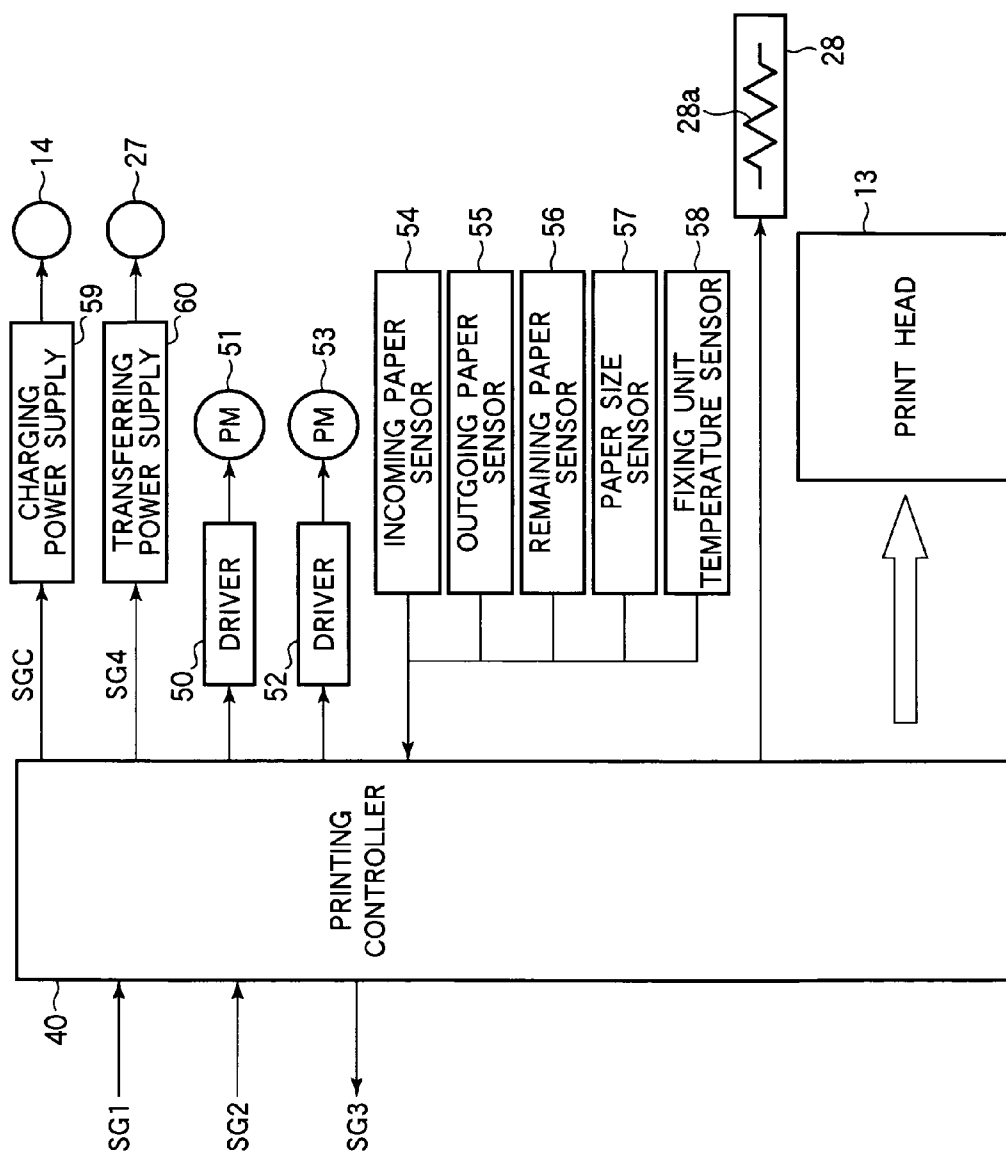 SG1
SG2
SG3
40
PRINTING
CONTROLLER
SGC
CHARGING
POWER SUPPLY
59
14
SG4
TRANSFERRING
POWER SUPPLY
60
27
50
DRIVER
PM
51
52
DRIVER
PM
53
INCOMING PAPER
SENSOR
54
OUTGOING PAPER
SENSOR
55
REMAINING PAPER
SENSOR
56
PAPER SIZE
SENSOR
57
FIXING UNIT
TEMPERATURE SENSOR
58
28a
28
PRINT HEAD
13